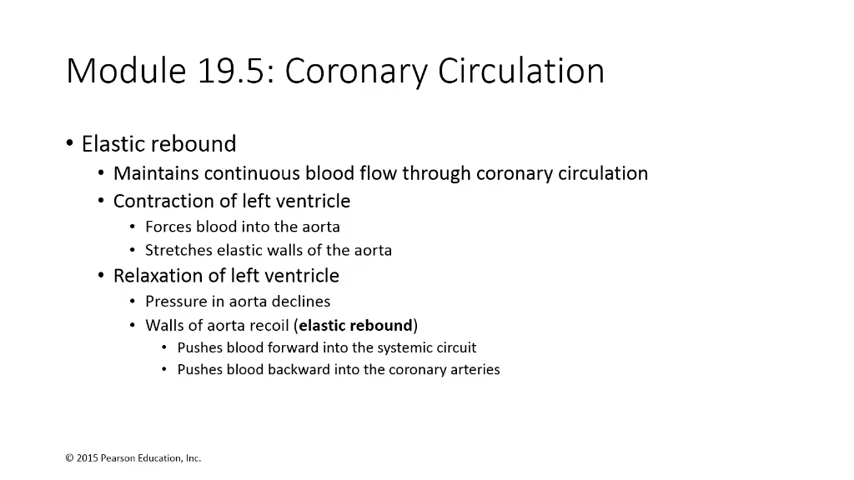 Module 19.5: Coronary Circulation
• Elastic rebound
• Maintains continuous blood flow through coronary circulation
• Contraction of left ventricle
• Forces blood into the aorta
• Stretches elastic walls of the aorta
• Relaxation of left ventricle
• Pressure in aorta declines
• Walls of aorta recoil (elastic rebound)
• Pushes blood forward into the systemic circuit
• Pushes blood backward into the coronary arteries
© 2015 Pearson Education, Inc.